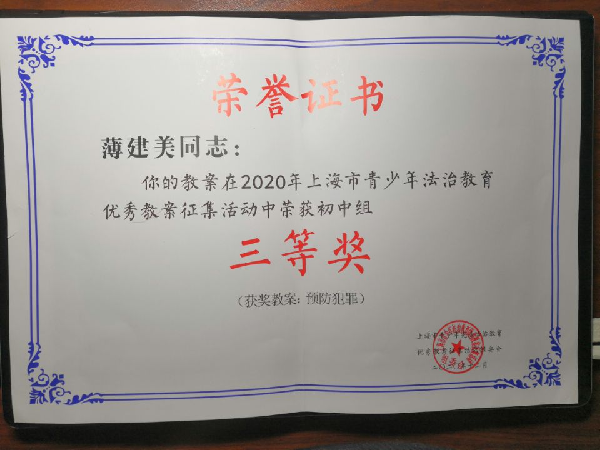 荣誉证书
薄建美同志：
你的教案在2020年上海市青少年法治教育
优秀教案征集活动中荣获初中组
三等奖
（获奖教案：预防犯罪）